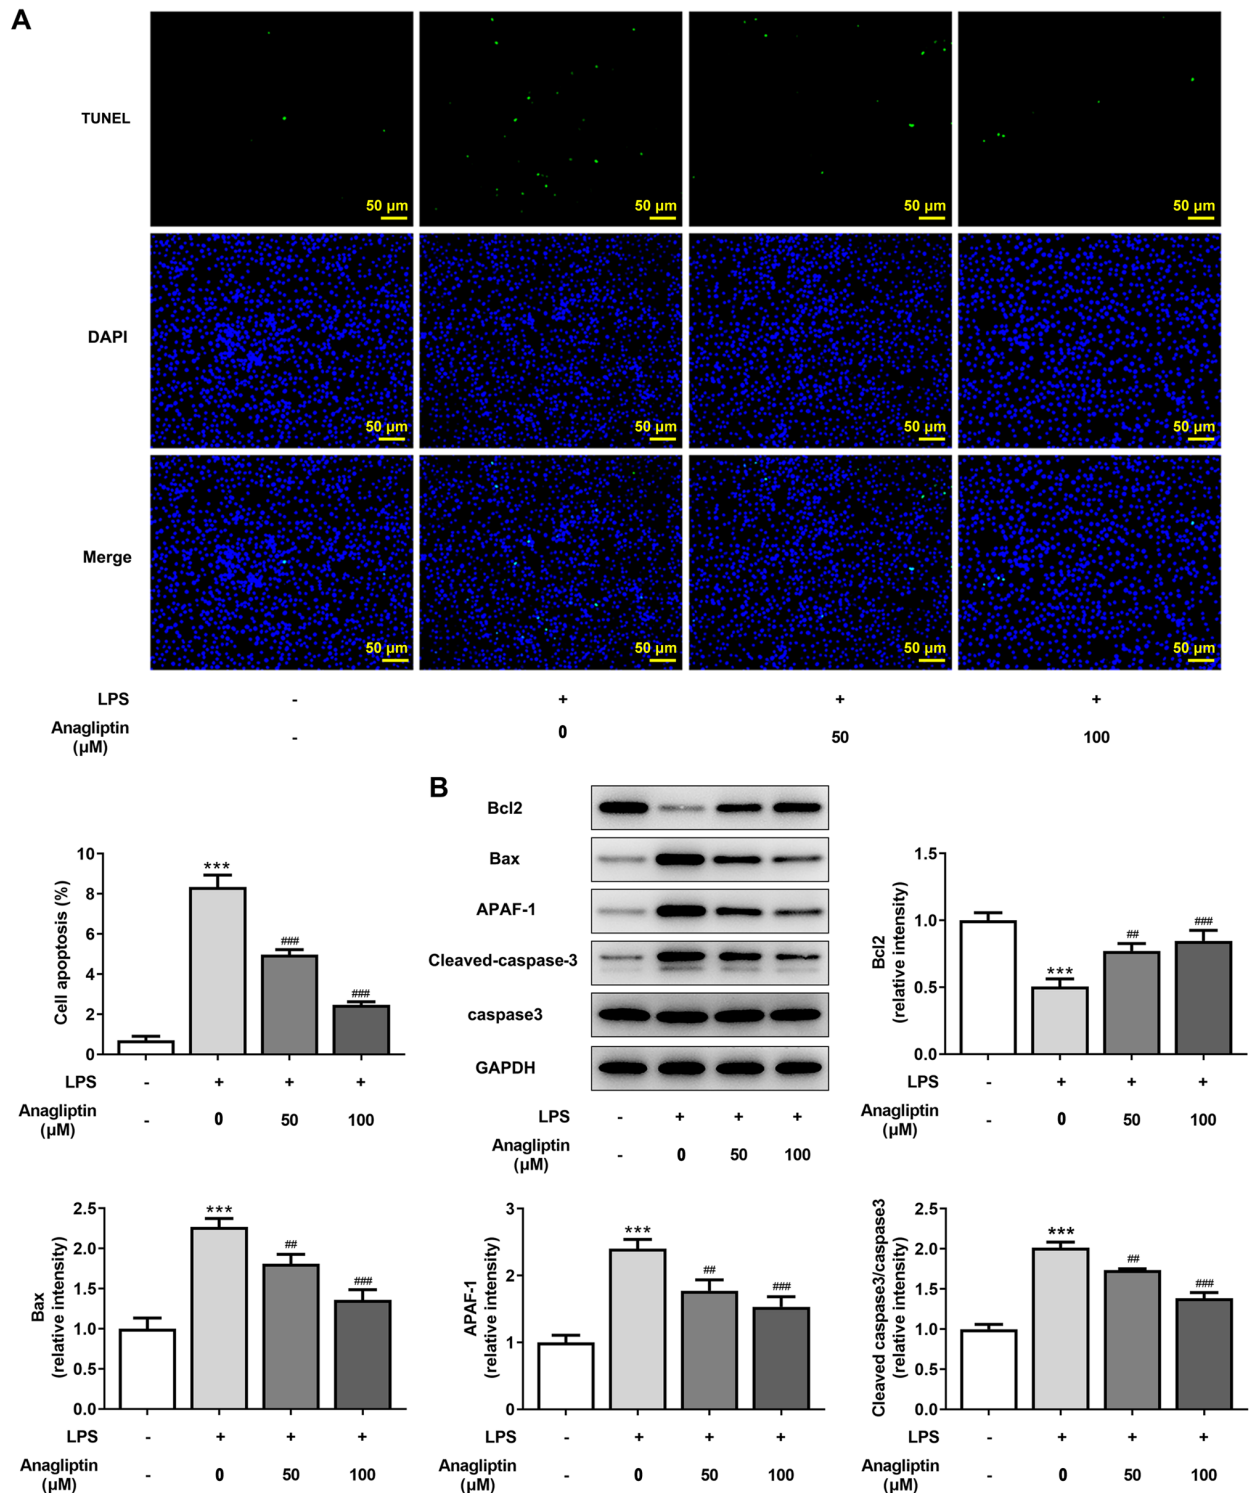 A
TUNEL
50 µm 50 µm 50 µm 50 µm
DAPI
50 µm 50 µm 50 µm 50 µm
Merge
50 µm 50 µm 50 µm 50 µm
LPS - + + +
Anagliptin
(µM) - 0 50 100
Cell apoptosis (%)
10
8
6
4
2
0
***
###
###
LPS - + + +
Anagliptin
(µM) - 0 50 100
B
Bcl2
Bax
APAF-1
Cleaved-caspase-3
caspase3
GAPDH
LPS - + + +
Anagliptin
(µM) - 0 50 100
Bcl2
(relative intensity)
1.5
1.0
0.5
0.0
***
##
###
LPS - + + +
Anagliptin
(µM) - 0 50 100
Bax
(relative intensity)
2.5
2.0
1.5
1.0
0.5
0.0
***
##
###
LPS - + + +
Anagliptin
(µM) - 0 50 100
APAF-1
(relative intensity)
3
2
1
0
***
##
###
LPS - + + +
Anagliptin
(µM) - 0 50 100
Cleaved caspase3/caspase3
(relative intensity)
2.5
2.0
1.5
1.0
0.5
0.0
***
##
###
LPS - + + +
Anagliptin
(µM) - 0 50 100